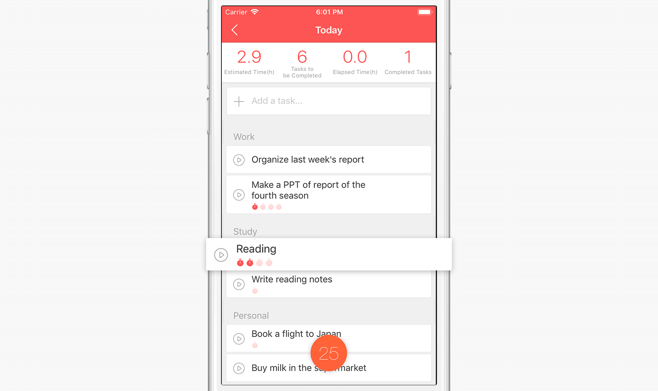 Carrier 6:01 PM
Today
2.9 6 0.0 1
Estimated Time(h) Tasks to be Completed Elapsed Time(h) Completed Tasks
Add a task...
Work
Organize last week's report
Make a PPT of report of the
fourth season
Study
Reading
Write reading notes
Personal
Book a flight to Japan
25
Buy milk in the supermarket